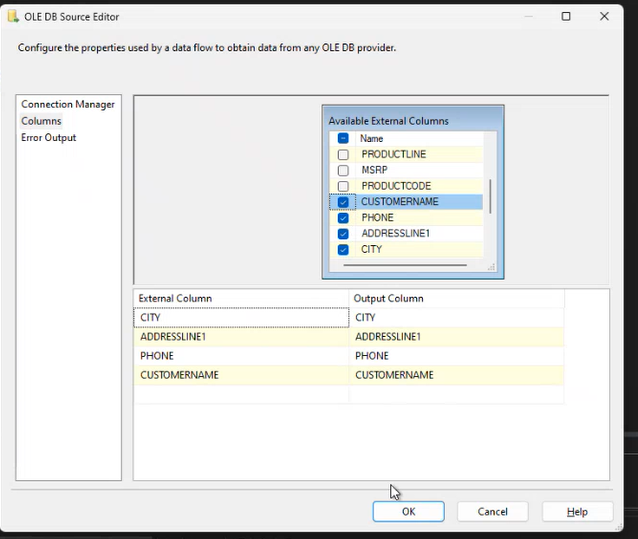 OLE DB Source Editor
Configure the properties used by a data flow to obtain data from any OLE DB provider.
Connection Manager
Columns
Error Output
Available External Columns
Name
PRODUCTLINE
MSRP
PRODUCTCODE
CUSTOMERNAME
PHONE
ADDRESSLINE1
CITY
External Column Output Column
CITY CITY
ADDRESSLINE1 ADDRESSLINE1
PHONE PHONE
CUSTOMERNAME CUSTOMERNAME
OK Cancel Help